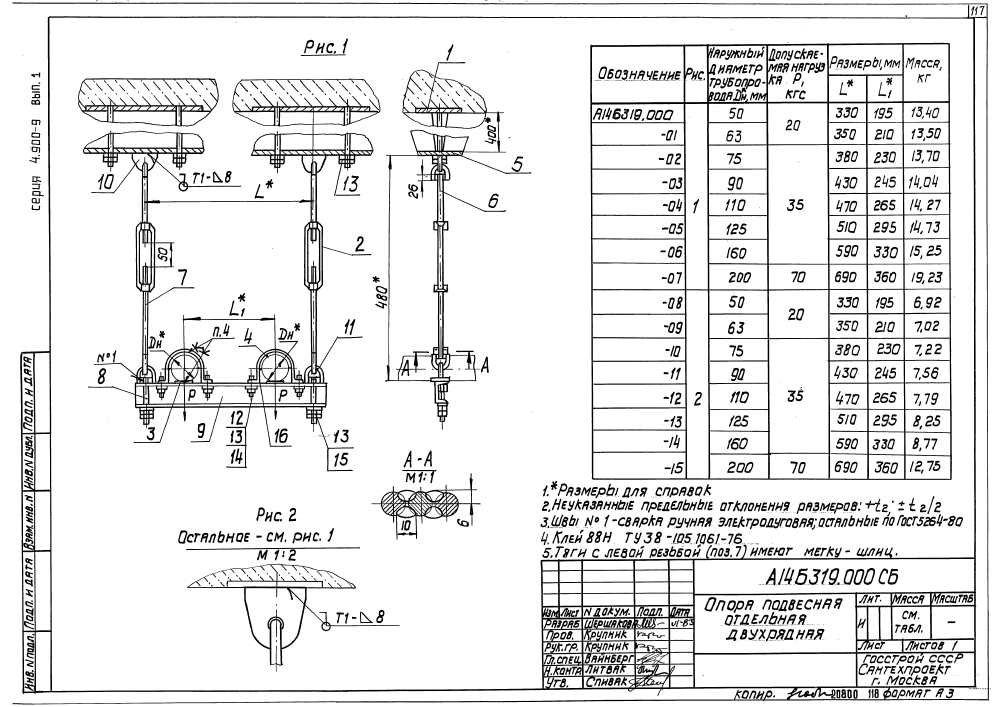 117
Серия 4.900-9 Вып. 1
Рис.1
1
400*
5
26
6
480*
А А
10
Т1-⊿8
L*
13
50
2
7
L₁*
п.4
Dн*
4
Dн*
11
№1
8
Р
Р
3
9
12
13
14
16
13
15
А-А
М1:1
10
6
Рис. 2
Остальное - см. рис. 1
М 1:2
Т1-⊿8
Обозначение Рис. Наружный диаметр трубопровода Dн, мм Допускаемая нагрузка Р, кгс Размеры, мм Масса, кг
L* L₁*
А14Б319.000 1 50 20 330 195 13,40
-01 63 350 210 13,50
-02 75 35 380 230 13,70
-03 90 430 245 14,04
-04 110 470 265 14,27
-05 125 510 295 14,73
-06 160 590 330 15,25
-07 200 70 690 360 19,23
-08 2 50 20 330 195 6,92
-09 63 350 210 7,02
-10 75 35 380 230 7,22
-11 90 430 245 7,56
-12 110 470 265 7,79
-13 125 510 295 8,25
-14 160 590 330 8,77
-15 200 70 690 360 12,75
1.*Размеры для справок
2.Неуказанные предельные отклонения размеров: +t₂; ± t₂/2
3.Швы №1-сварка ручная электродуговая; остальные по ГОСТ 5264-80
4. Клей 88Н ТУ 38-105.1061-76
5. Тяги с левой резьбой (поз.7) имеют метку - шлиц.
А14Б319.000 СБ
Опора подвесная
отдельная
двухрядная
Лит. Масса Масштаб
И см. табл. —
Лист Листов 1
Госстрой СССР
Сантехпроект
г. Москва
Изм. Лист N докум. Подп. Дата
Разраб Шершакова VI-83
Пров. Крупник
Рук.гр. Крупник
Гл.спец. Вайнберг
Н.контр Литвак
Утв. Спивак
Копир. 20800 118 формат А3
Инв. N подл. Подп. и дата Взам. инв. N Инв. N дубл. Подп. и дата